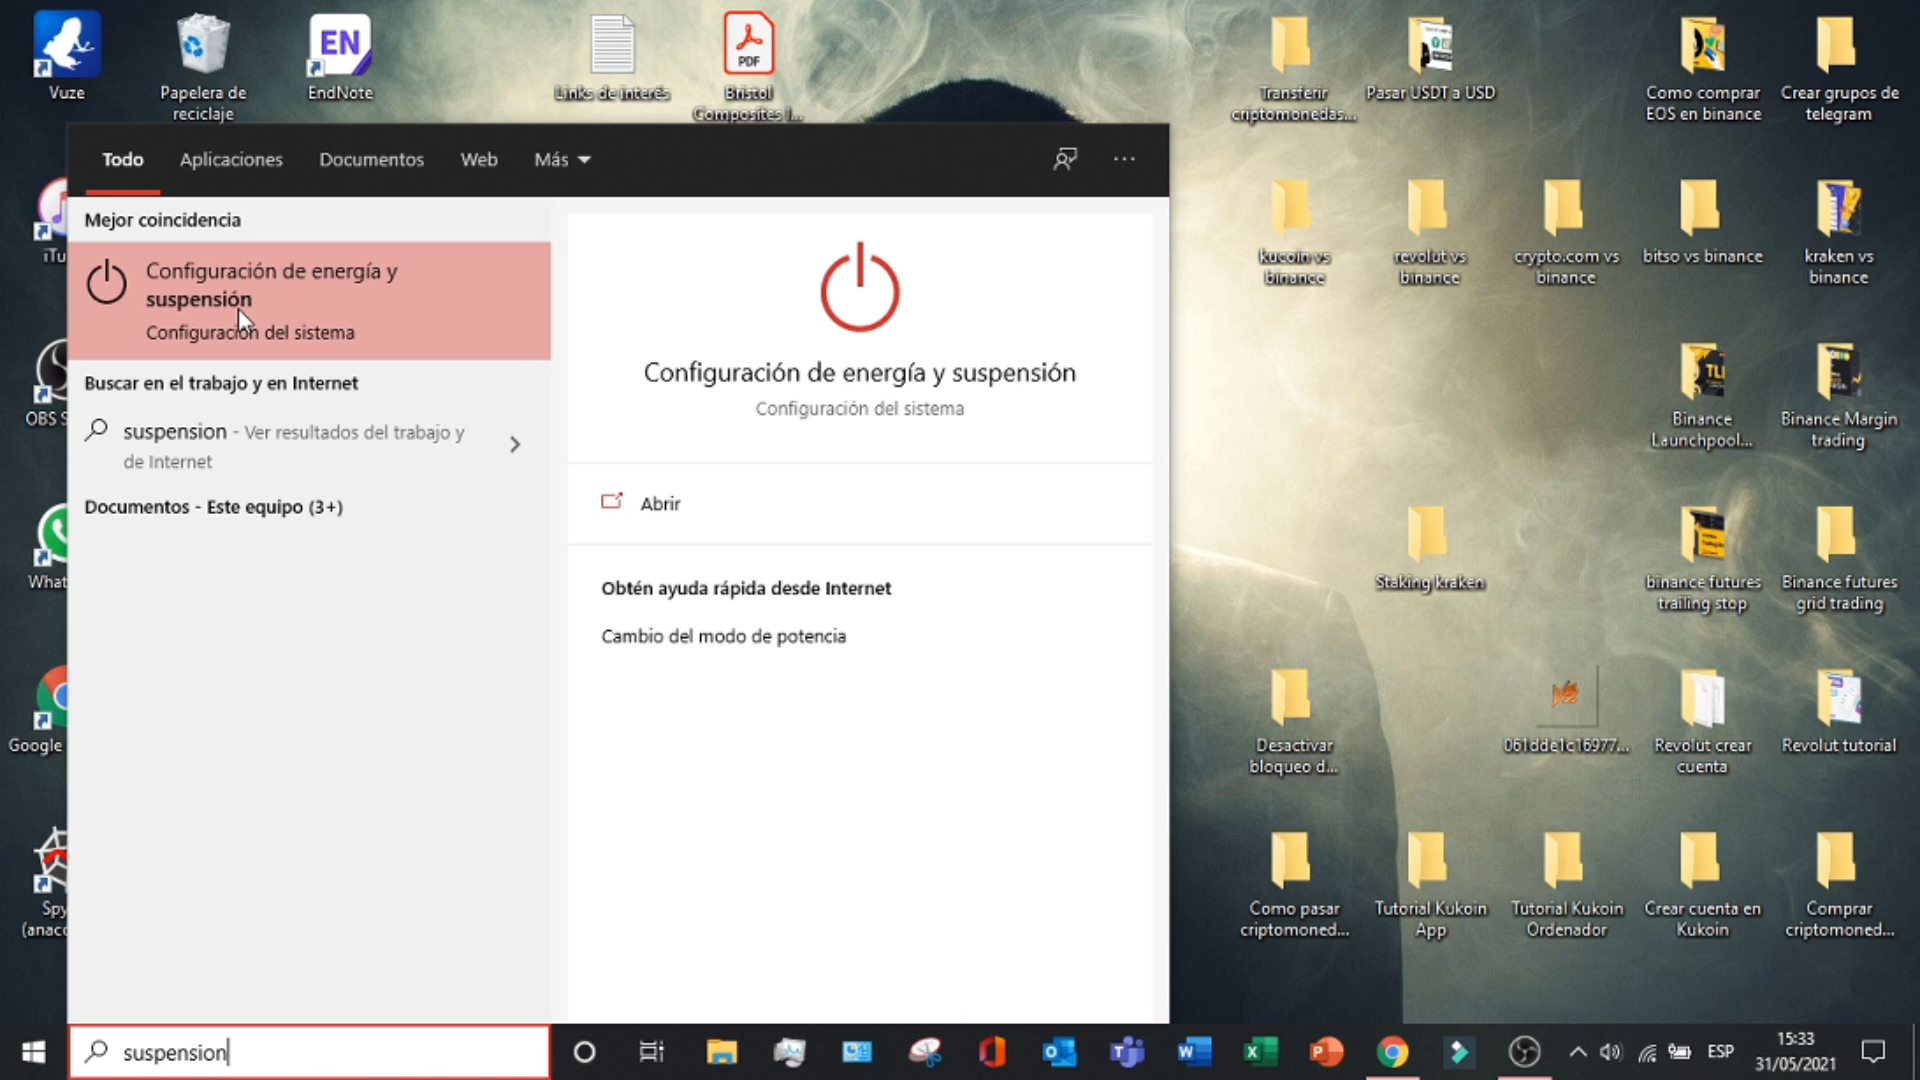 Vuze
Papelera de
reciclaje
EN
EndNote
Links de interés
PDF
Bristol
Composites I...
Transferir
criptomonedas...
Pasar USDT a USD
Como comprar
EOS en binance
Crear grupos de
telegram
Todo
Aplicaciones
Documentos
Web
Más
...
Mejor coincidencia
Configuración de energía y
suspensión
Configuración del sistema
Buscar en el trabajo y en Internet
suspension - Ver resultados del trabajo y
de Internet
Documentos - Este equipo (3+)
Configuración de energía y suspensión
Configuración del sistema
Abrir
Obtén ayuda rápida desde Internet
Cambio del modo de potencia
iTu
OBS S
What
Google
Spy
(anaco
kucoin vs
binance
revolut vs
binance
crypto.com vs
binance
bitso vs binance
kraken vs
binance
Binance
Launchpool...
Binance Margin
trading
Staking kraken
binance futures
trailing stop
Binance futures
grid trading
Desactivar
bloqueo d...
061dde1c16977...
Revolut crear
cuenta
Revolut tutorial
Como pasar
criptomoned...
Tutorial Kukoin
App
Tutorial Kukoin
Ordenador
Crear cuenta en
Kukoin
Comprar
criptomoned...
suspension
ESP
15:33
31/05/2021